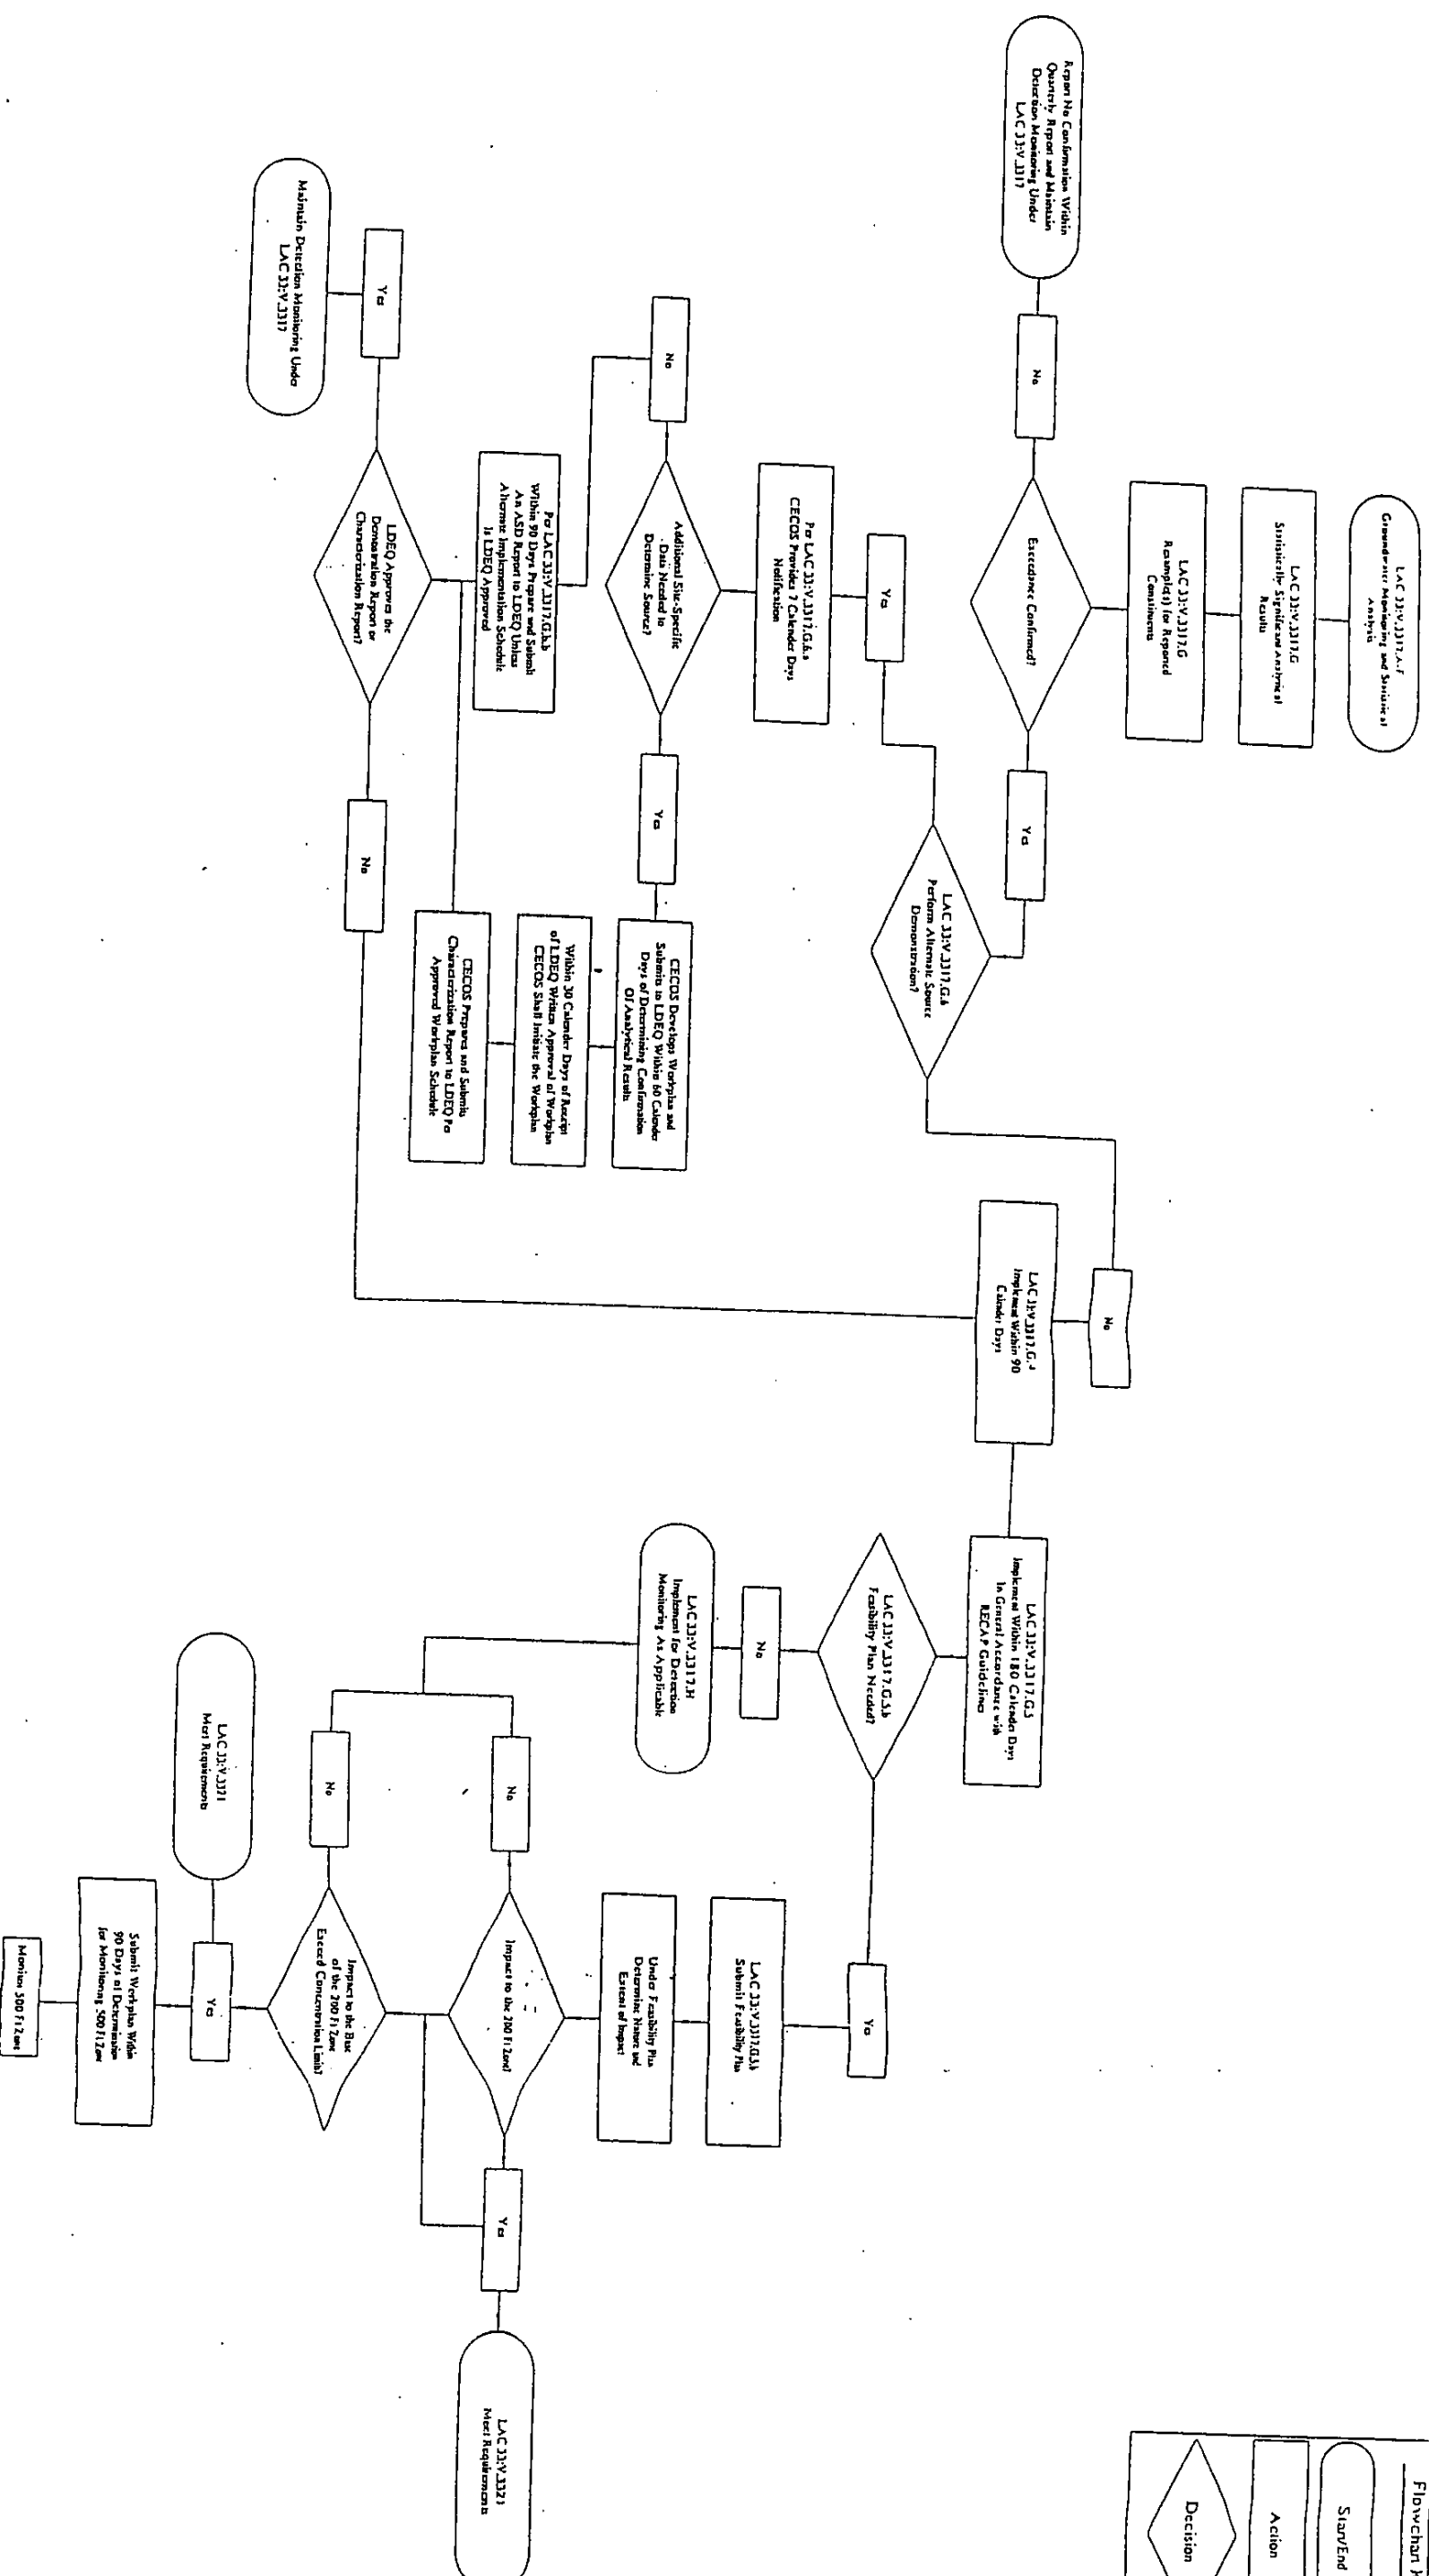 LAC 33:V.3317.A-F
Groundwater Monitoring and Statistical
Analysis
LAC 33:V.3317.G
Statistically Significant Analytical
Results
LAC 33:V.3317.G
Resample(s) for Reported
Constituents
Exceedance Confirmed?
No
Report No Confirmation Within
Quarterly Report and Maintain
Detection Monitoring Under
LAC 33:V.3317
Yes
LAC 33:V.3317.G.6
Perform Alternate Source
Demonstration?
Yes
Per LAC 33:V.3317.G.6.a
CECOS Provides 7 Calender Days
Notification
Additional Site-Specific
Data Needed to
Determine Source?
No
Per LAC 33:V.3317.G.b.b
Within 90 Days Prepare and Submit
An ASD Report to LDEQ Unless
Alternate Implementation Schedule
Is LDEQ Approved
Yes
CECOS Develops Workplan and
Submits to LDEQ Within 60 Calender
Days of Determining Confirmation
Of Analytical Results
Within 30 Calender Days of Receipt
of LDEQ Written Approval of Workplan
CECOS Shall Initiate the Workplan
CECOS Prepares and Submits
Characterization Report to LDEQ Per
Approved Workplan Schedule
LDEQ Approves the
Demostration Report or
Characterization Report?
Yes
Maintain Detection Monitoring Under
LAC 33:V.3317
No
No
LAC 33:V.3317.G.4
Implement Within 90
Calender Days
LAC 33:V.3317.G.5
Implement Within 180 Calender Days
In General Accordance with
RECAP Guidelines
LAC 33:V.3317.G.5.b
Feasibility Plan Needed?
No
LAC 33:V.3317.H
Implement for Detection
Monitoring As Applicable
Yes
LAC 33:V.3317.G.5.b
Submit Feasibility Plan
Under Feasibility Plan
Determine Nature and
Extent of Impact
Impact to the 200 Ft Zone?
No
Yes
LAC 33:V.3321
Meet Requirements
Impact to the Base
of the 200 Ft Zone
Exceed Concentration Limit?
No
Yes
LAC 33:V.3321
Meet Requirements
Submit Workplan Within
90 Days of Determination
for Monitoring 500 Ft Zone
Monitor 500 Ft Zone
Flowchart
Start/End
Action
Decision